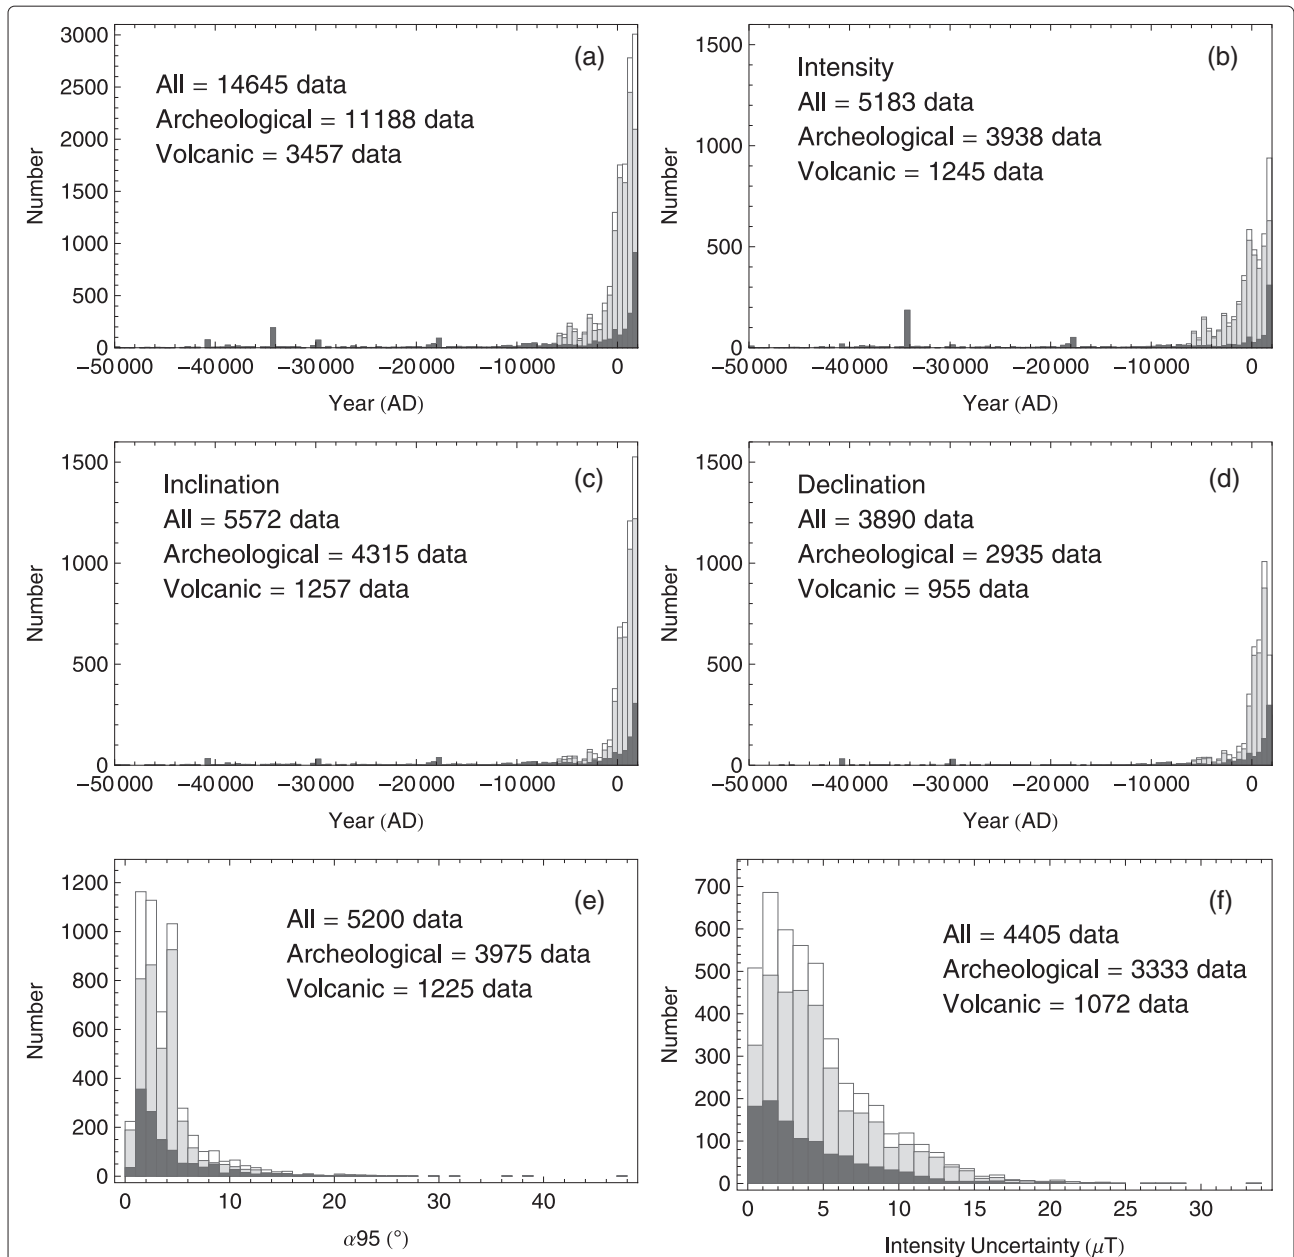 (a)
All = 14645 data
Archeological = 11188 data
Volcanic = 3457 data
Number
3000
2500
2000
1500
1000
500
0
−50 000 −40 000 −30 000 −20 000 −10 000 0
Year (AD)
(b)
Intensity
All = 5183 data
Archeological = 3938 data
Volcanic = 1245 data
Number
1500
1000
500
0
−50 000 −40 000 −30 000 −20 000 −10 000 0
Year (AD)
(c)
Inclination
All = 5572 data
Archeological = 4315 data
Volcanic = 1257 data
Number
1500
1000
500
0
−50 000 −40 000 −30 000 −20 000 −10 000 0
Year (AD)
(d)
Declination
All = 3890 data
Archeological = 2935 data
Volcanic = 955 data
Number
1500
1000
500
0
−50 000 −40 000 −30 000 −20 000 −10 000 0
Year (AD)
(e)
All = 5200 data
Archeological = 3975 data
Volcanic = 1225 data
Number
1200
1000
800
600
400
200
0
0 10 20 30 40
α95 (°)
(f)
All = 4405 data
Archeological = 3333 data
Volcanic = 1072 data
Number
700
600
500
400
300
200
100
0
0 5 10 15 20 25 30
Intensity Uncertainty (μT)